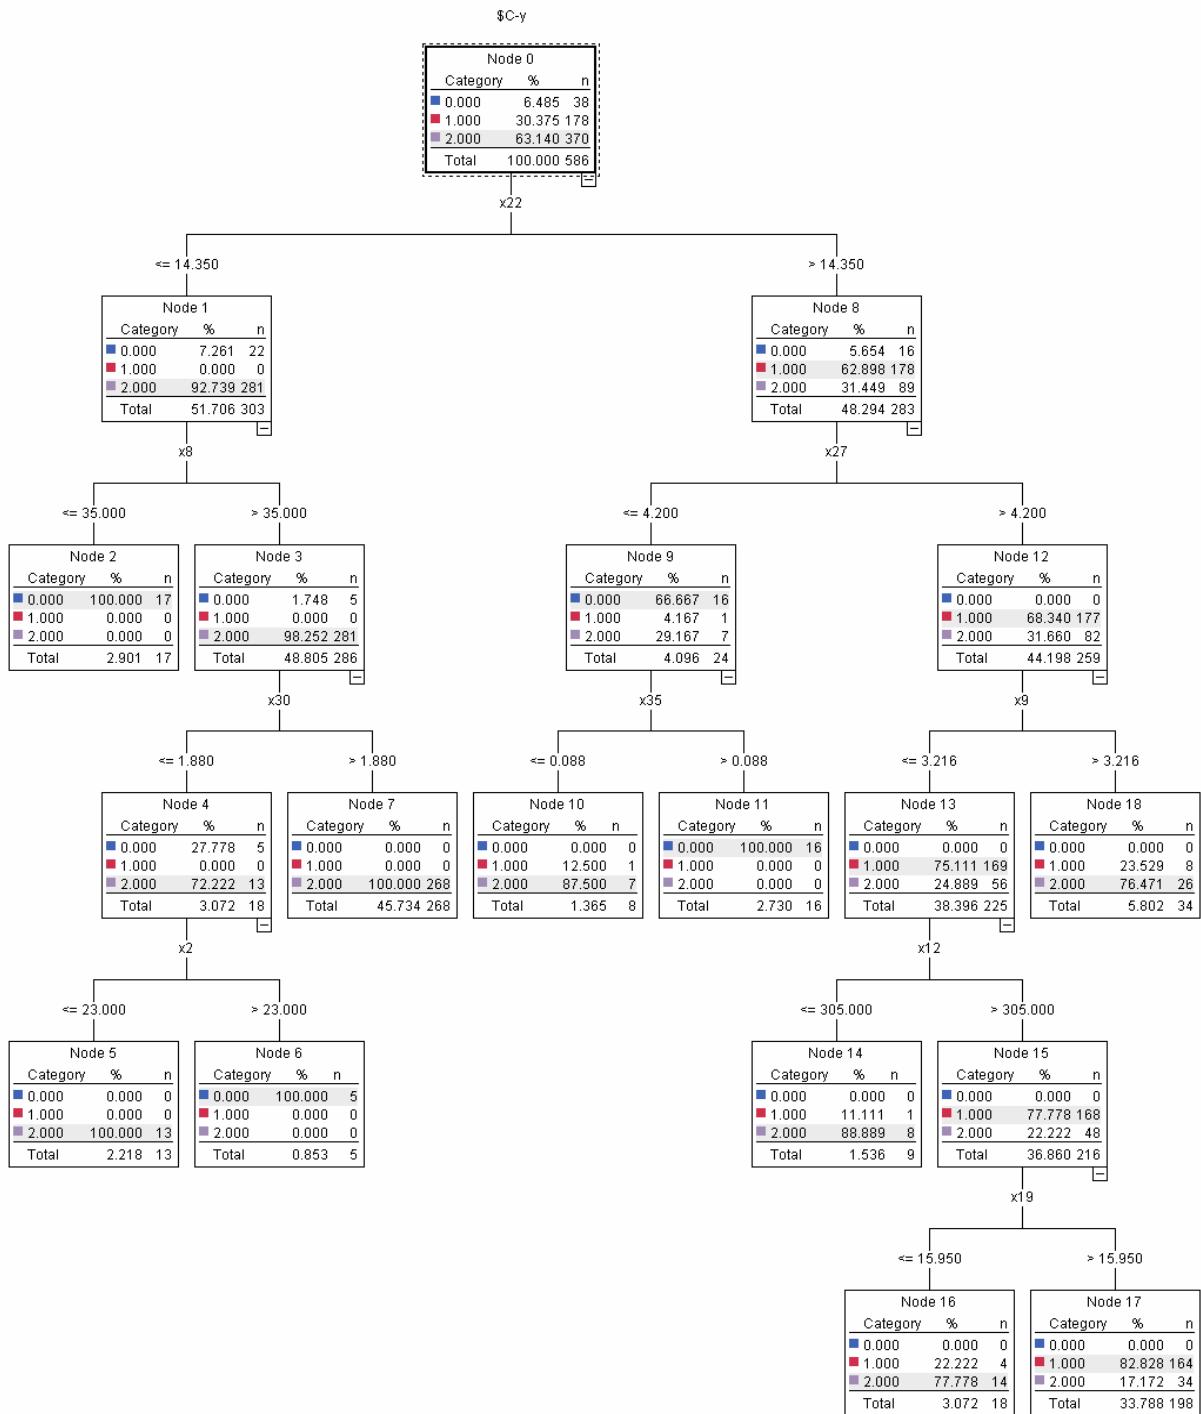 $C-y
Node 0
Category % n
0.000 6.485 38
1.000 30.375 178
2.000 63.140 370
Total 100.000 586
x22
<= 14.350
> 14.350
Node 1
Category % n
0.000 7.261 22
1.000 0.000 0
2.000 92.739 281
Total 51.706 303
Node 8
Category % n
0.000 5.654 16
1.000 62.898 178
2.000 31.449 89
Total 48.294 283
x8
x27
<= 35.000
> 35.000
<= 4.200
> 4.200
Node 2
Category % n
0.000 100.000 17
1.000 0.000 0
2.000 0.000 0
Total 2.901 17
Node 3
Category % n
0.000 1.748 5
1.000 0.000 0
2.000 98.252 281
Total 48.805 286
Node 9
Category % n
0.000 66.667 16
1.000 4.167 1
2.000 29.167 7
Total 4.096 24
Node 12
Category % n
0.000 0.000 0
1.000 68.340 177
2.000 31.660 82
Total 44.198 259
x30
x35
x9
<= 1.880
> 1.880
<= 0.088
> 0.088
<= 3.216
> 3.216
Node 4
Category % n
0.000 27.778 5
1.000 0.000 0
2.000 72.222 13
Total 3.072 18
Node 7
Category % n
0.000 0.000 0
1.000 0.000 0
2.000 100.000 268
Total 45.734 268
Node 10
Category % n
0.000 0.000 0
1.000 12.500 1
2.000 87.500 7
Total 1.365 8
Node 11
Category % n
0.000 100.000 16
1.000 0.000 0
2.000 0.000 0
Total 2.730 16
Node 13
Category % n
0.000 0.000 0
1.000 75.111 169
2.000 24.889 56
Total 38.396 225
Node 18
Category % n
0.000 0.000 0
1.000 23.529 8
2.000 76.471 26
Total 5.802 34
x2
x12
<= 23.000
> 23.000
<= 305.000
> 305.000
Node 5
Category % n
0.000 0.000 0
1.000 0.000 0
2.000 100.000 13
Total 2.218 13
Node 6
Category % n
0.000 100.000 5
1.000 0.000 0
2.000 0.000 0
Total 0.853 5
Node 14
Category % n
0.000 0.000 0
1.000 11.111 1
2.000 88.889 8
Total 1.536 9
Node 15
Category % n
0.000 0.000 0
1.000 77.778 168
2.000 22.222 48
Total 36.860 216
x19
<= 15.950
> 15.950
Node 16
Category % n
0.000 0.000 0
1.000 22.222 4
2.000 77.778 14
Total 3.072 18
Node 17
Category % n
0.000 0.000 0
1.000 82.828 164
2.000 17.172 34
Total 33.788 198